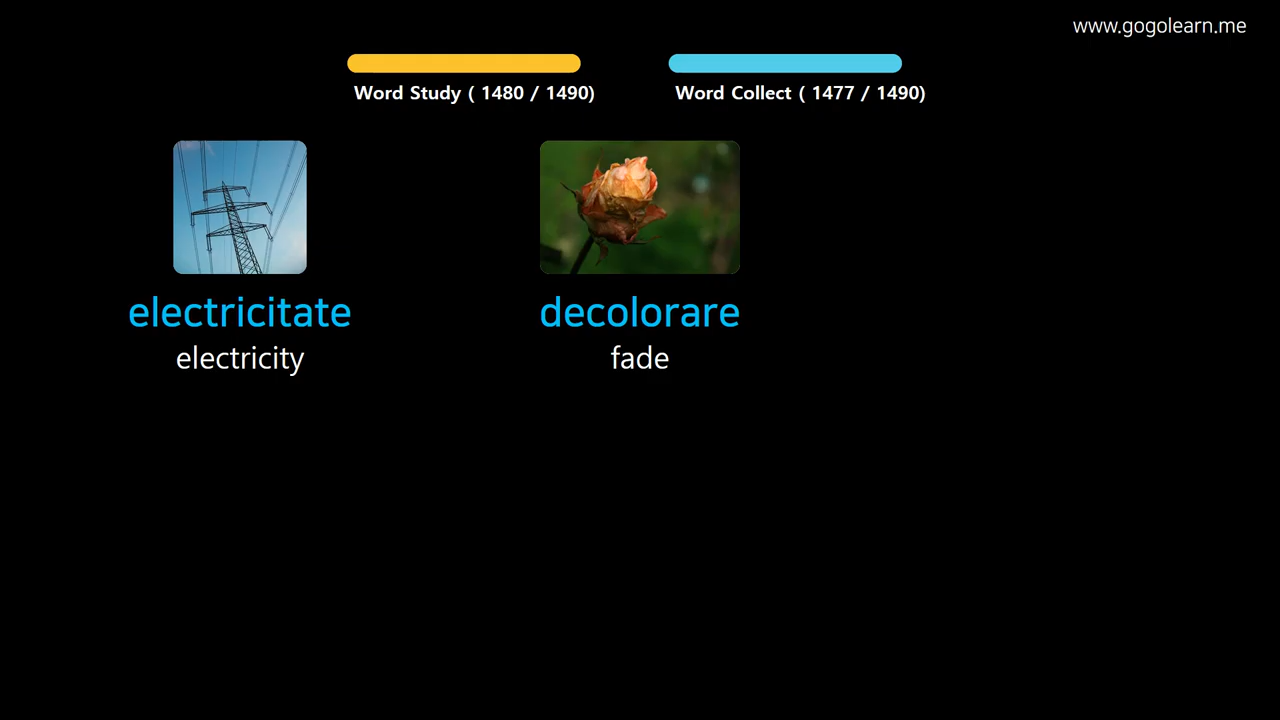 www.gogolearn.me
Word Study ( 1480 / 1490)
Word Collect ( 1477 / 1490)
electricitate
electricity
decolorare
fade